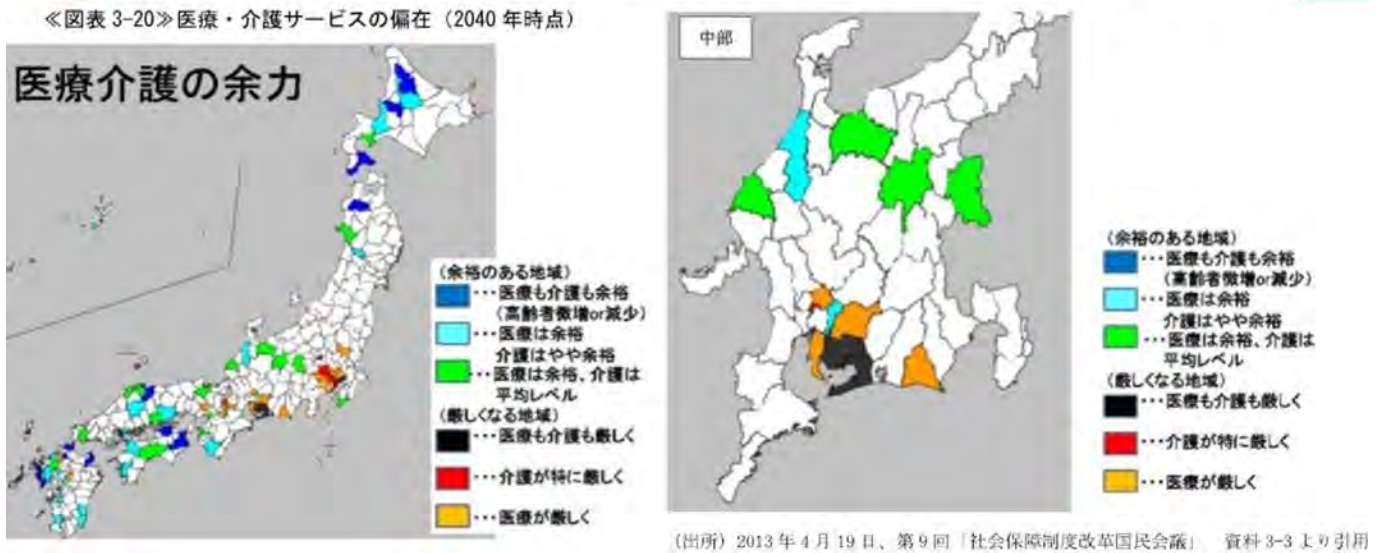 ≪図表 3-20≫医療・介護サービスの偏在（2040 年時点）
医療介護の余力
（余裕のある地域）
･･･医療も介護も余裕
（高齢者微増or減少）
･･･医療は余裕
介護はやや余裕
･･･医療は余裕、介護は
平均レベル
（厳しくなる地域）
･･･医療も介護も厳しく
･･･介護が特に厳しく
･･･医療が厳しく
中部
（余裕のある地域）
･･･医療も介護も余裕
（高齢者微増or減少）
･･･医療は余裕
介護はやや余裕
･･･医療は余裕、介護は
平均レベル
（厳しくなる地域）
･･･医療も介護も厳しく
･･･介護が特に厳しく
･･･医療が厳しく
（出所）2013 年 4 月 19 日、第 9 回「社会保障制度改革国民会議」 資料 3-3 より引用